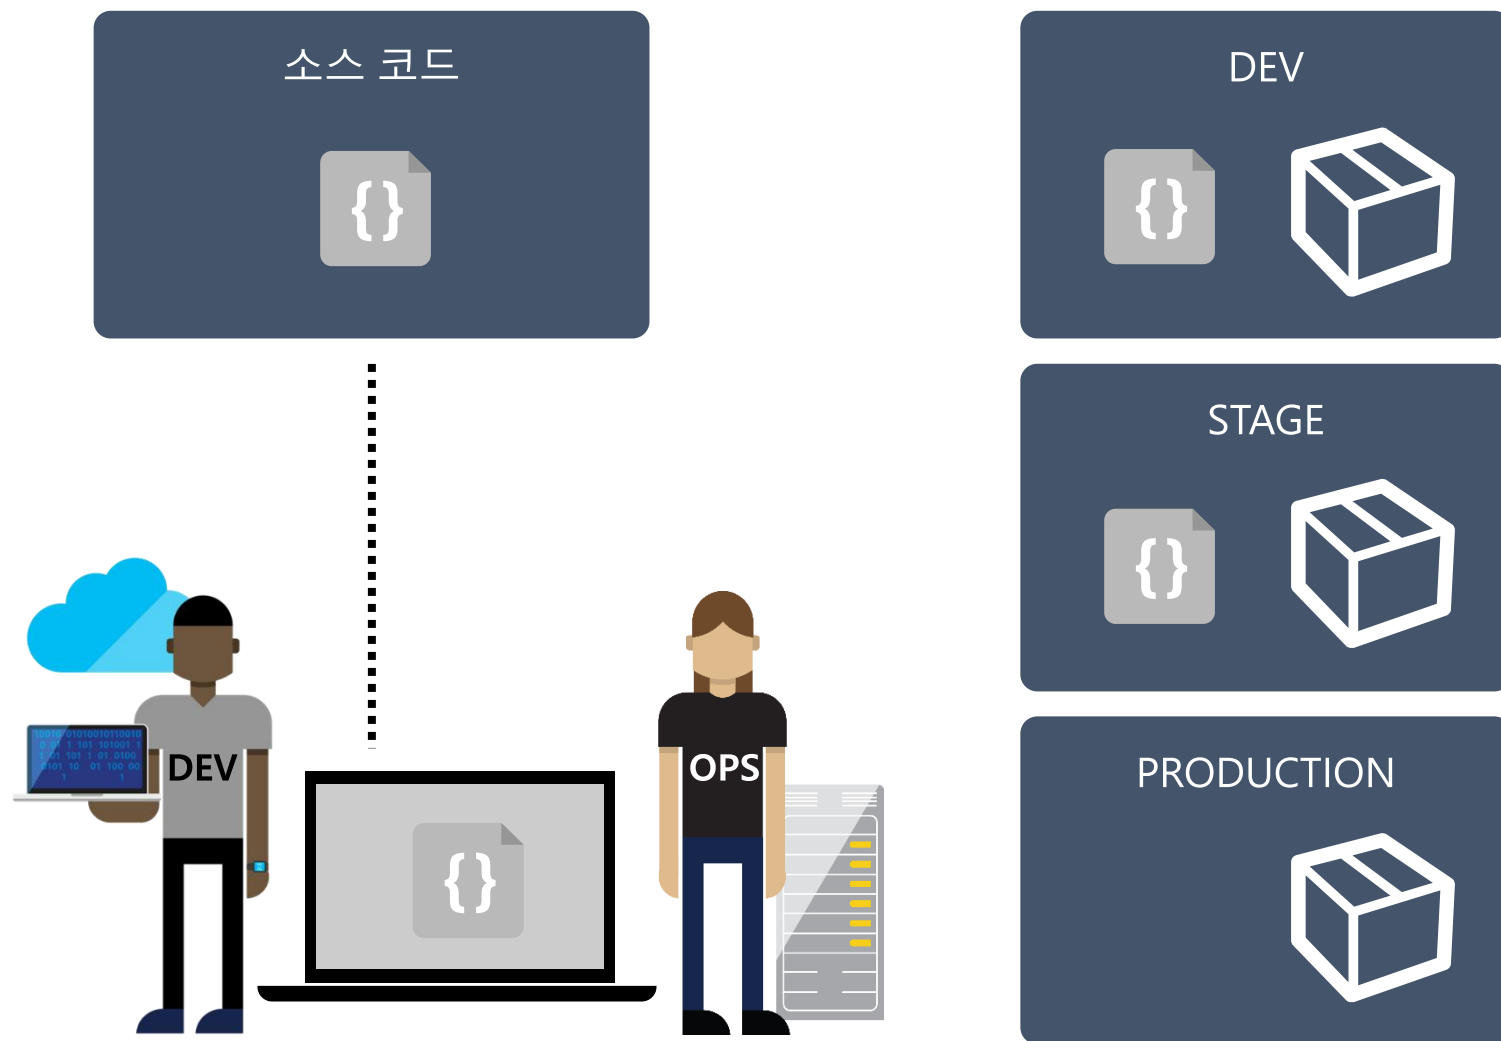 소스 코드
{}
DEV
{}
STAGE
{}
PRODUCTION
DEV
OPS
{}